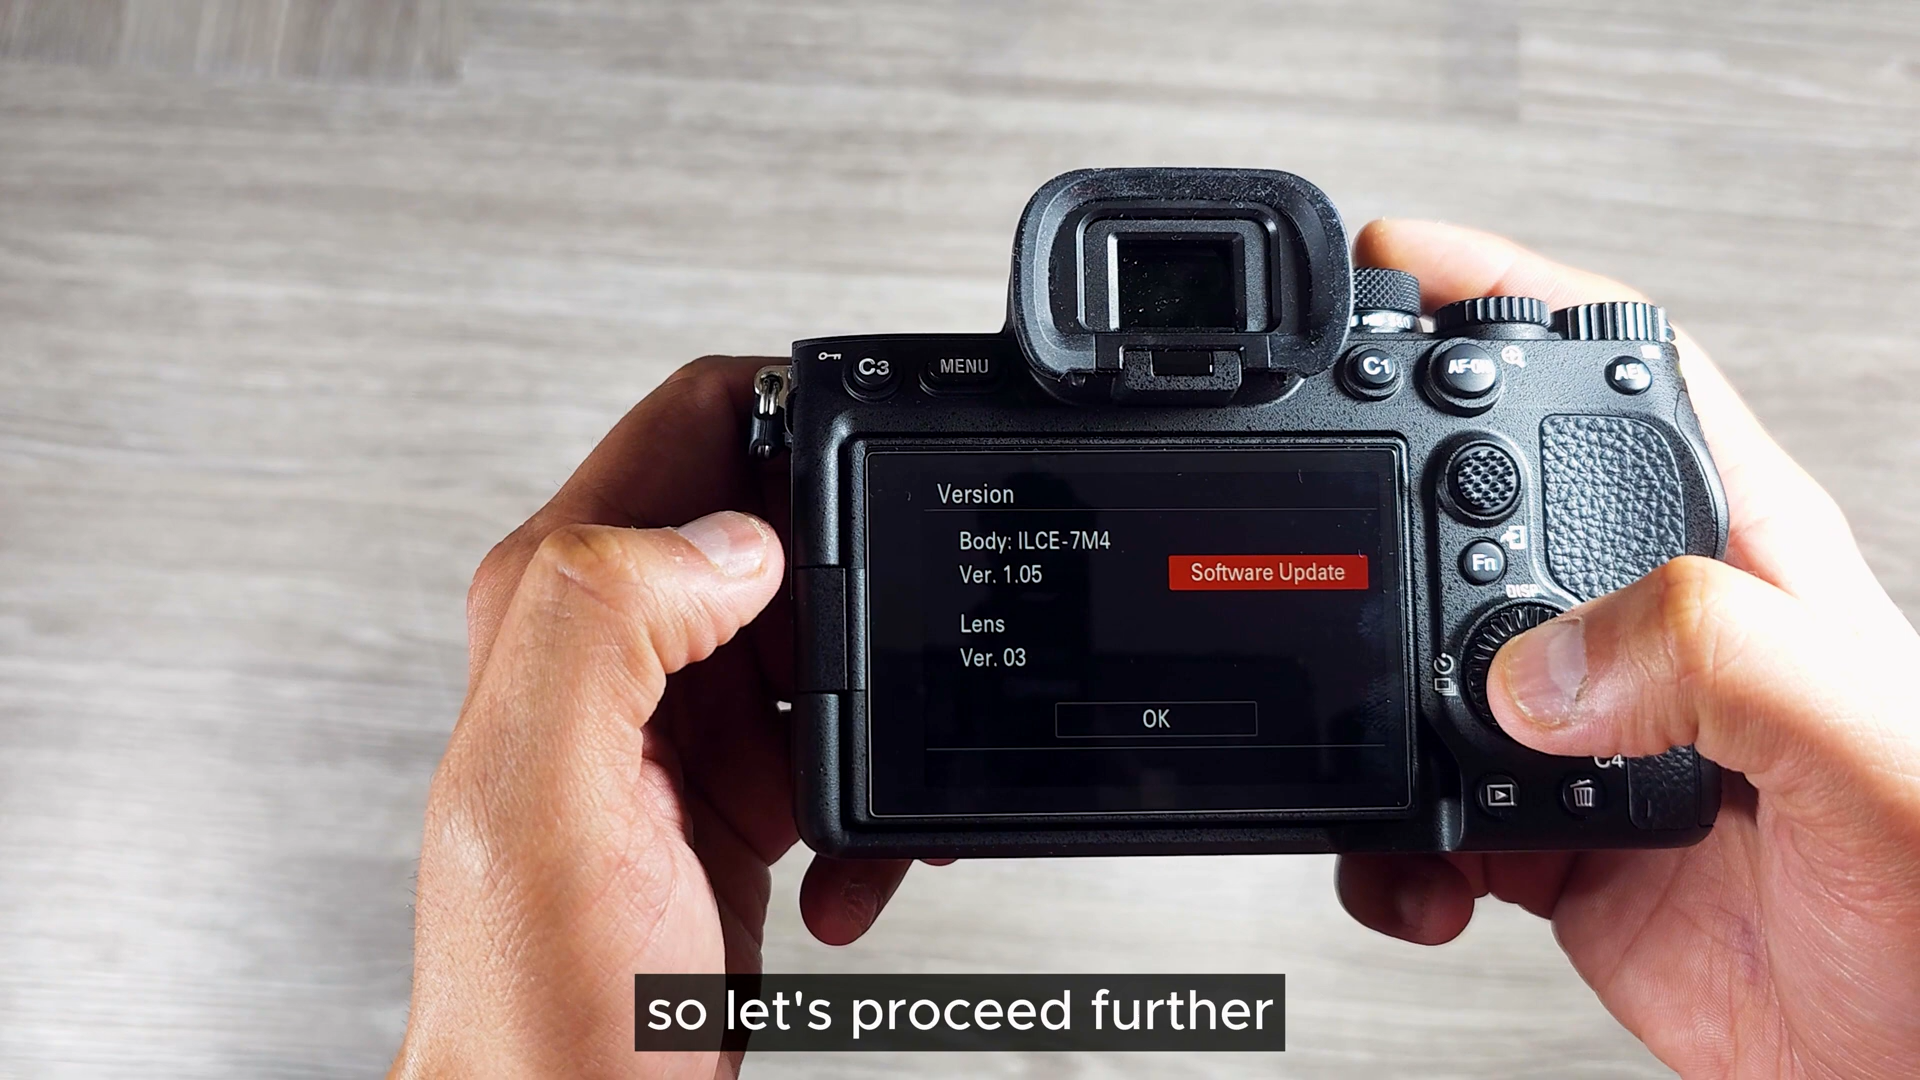 C3
MENU
C1
AF-ON
AEL
Version
Body: ILCE-7M4
Ver. 1.05
Software Update
Lens
Ver. 03
OK
Fn
DISP
C4
so let's proceed further